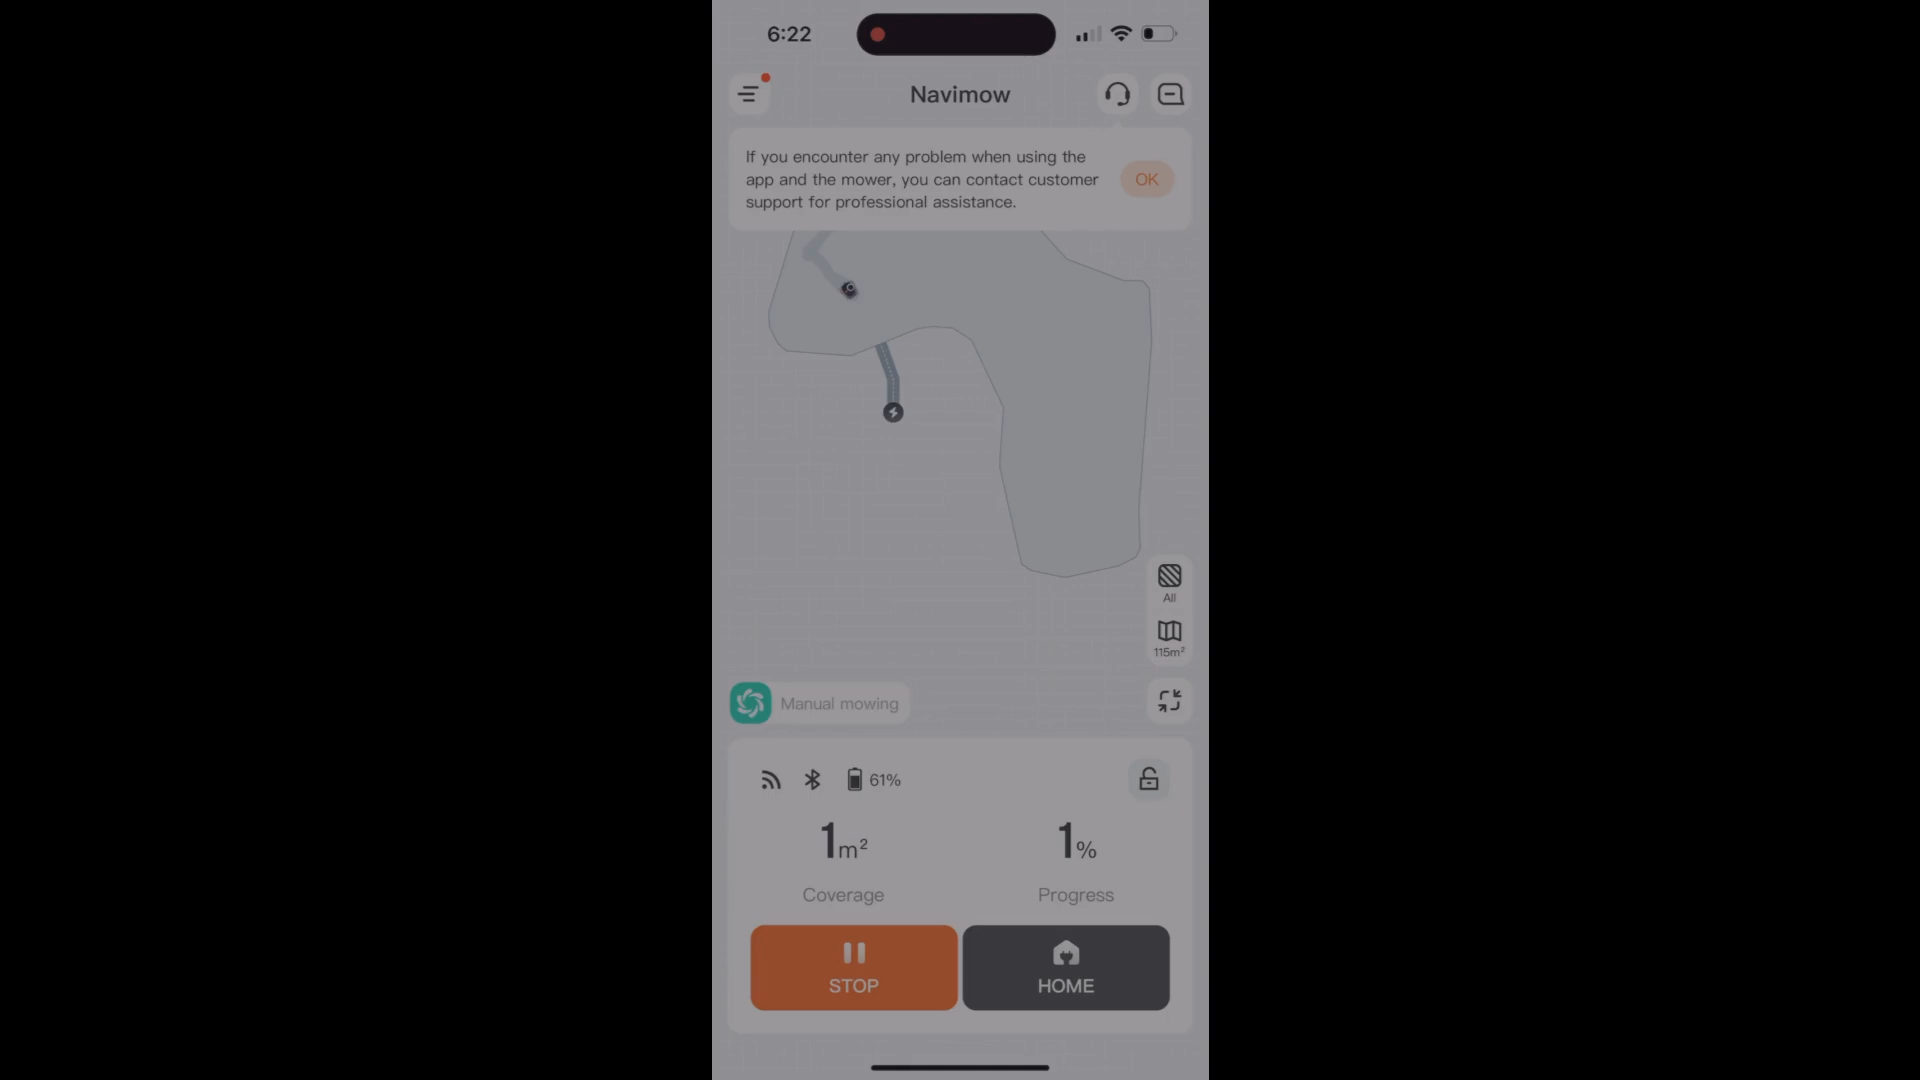 6:22
Navimow
If you encounter any problem when using the
app and the mower, you can contact customer
support for professional assistance.
OK
All
115m²
Manual mowing
61%
1m²
1%
Coverage
Progress
STOP
HOME